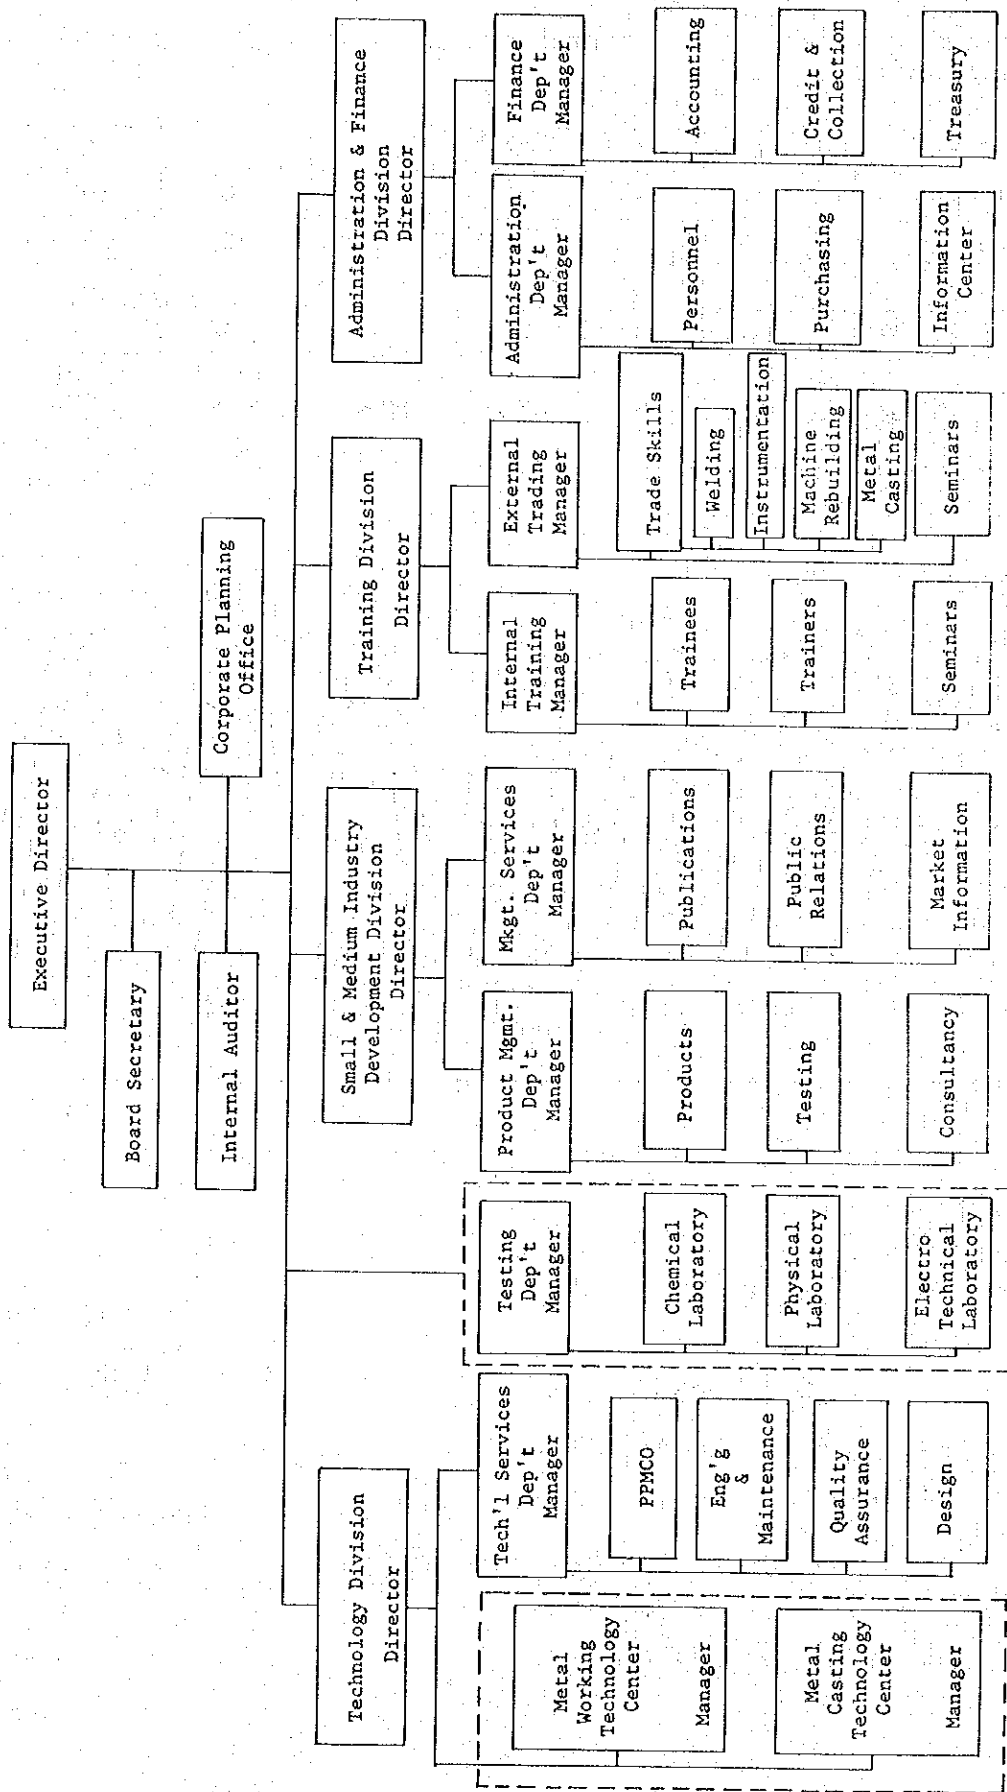 Executive Director
Board Secretary
Internal Auditor
Corporate Planning
Office
Technology Division
Director
Small & Medium Industry
Development Division
Director
Training Division
Director
Administration & Finance
Division
Director
Metal
Working
Technology
Center
Manager
Metal
Casting
Technology
Center
Manager
Tech'l Services
Dep't
Manager
PPMCO
Eng'g
&
Maintenance
Quality
Assurance
Design
Testing
Dep't
Manager
Chemical
Laboratory
Physical
Laboratory
Electro
Technical
Laboratory
Product Mgmt.
Dep't
Manager
Products
Testing
Consultancy
Mkgt. Services
Dep't
Manager
Publications
Public
Relations
Market
Information
Internal
Training
Manager
Trainees
Trainers
Seminars
External
Trading
Manager
Trade Skills
Welding
Instrumentation
Machine
Rebuilding
Metal
Casting
Seminars
Administration
Dep't
Manager
Personnel
Purchasing
Information
Center
Finance
Dep't
Manager
Accounting
Credit &
Collection
Treasury